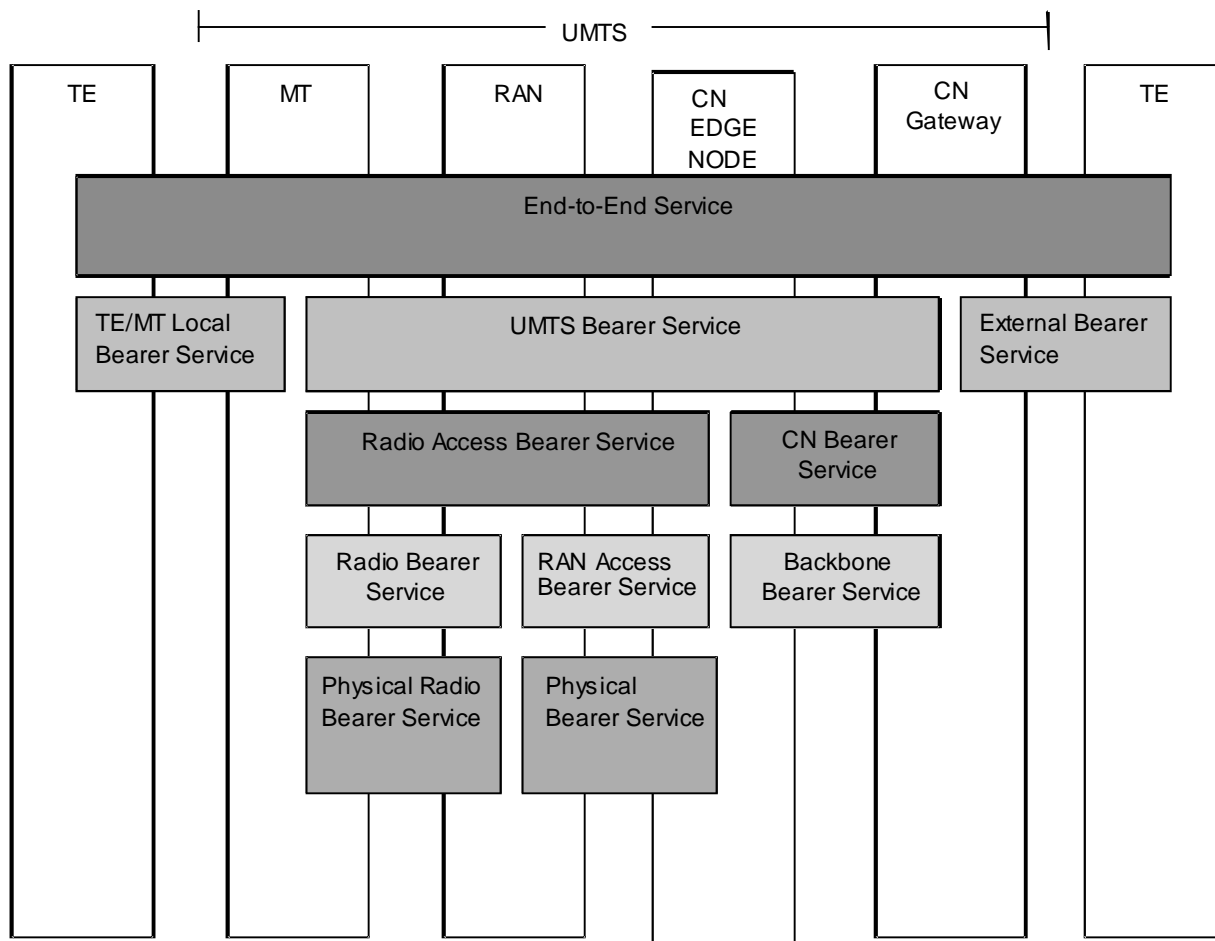 UMTS
TE
MT
RAN
CN
EDGE
NODE
CN
Gateway
TE
End-to-End Service
TE/MT Local
Bearer Service
UMTS Bearer Service
External Bearer
Service
Radio Access Bearer Service
CN Bearer
Service
Radio Bearer
Service
RAN Access
Bearer Service
Backbone
Bearer Service
Physical Radio
Bearer Service
Physical
Bearer Service